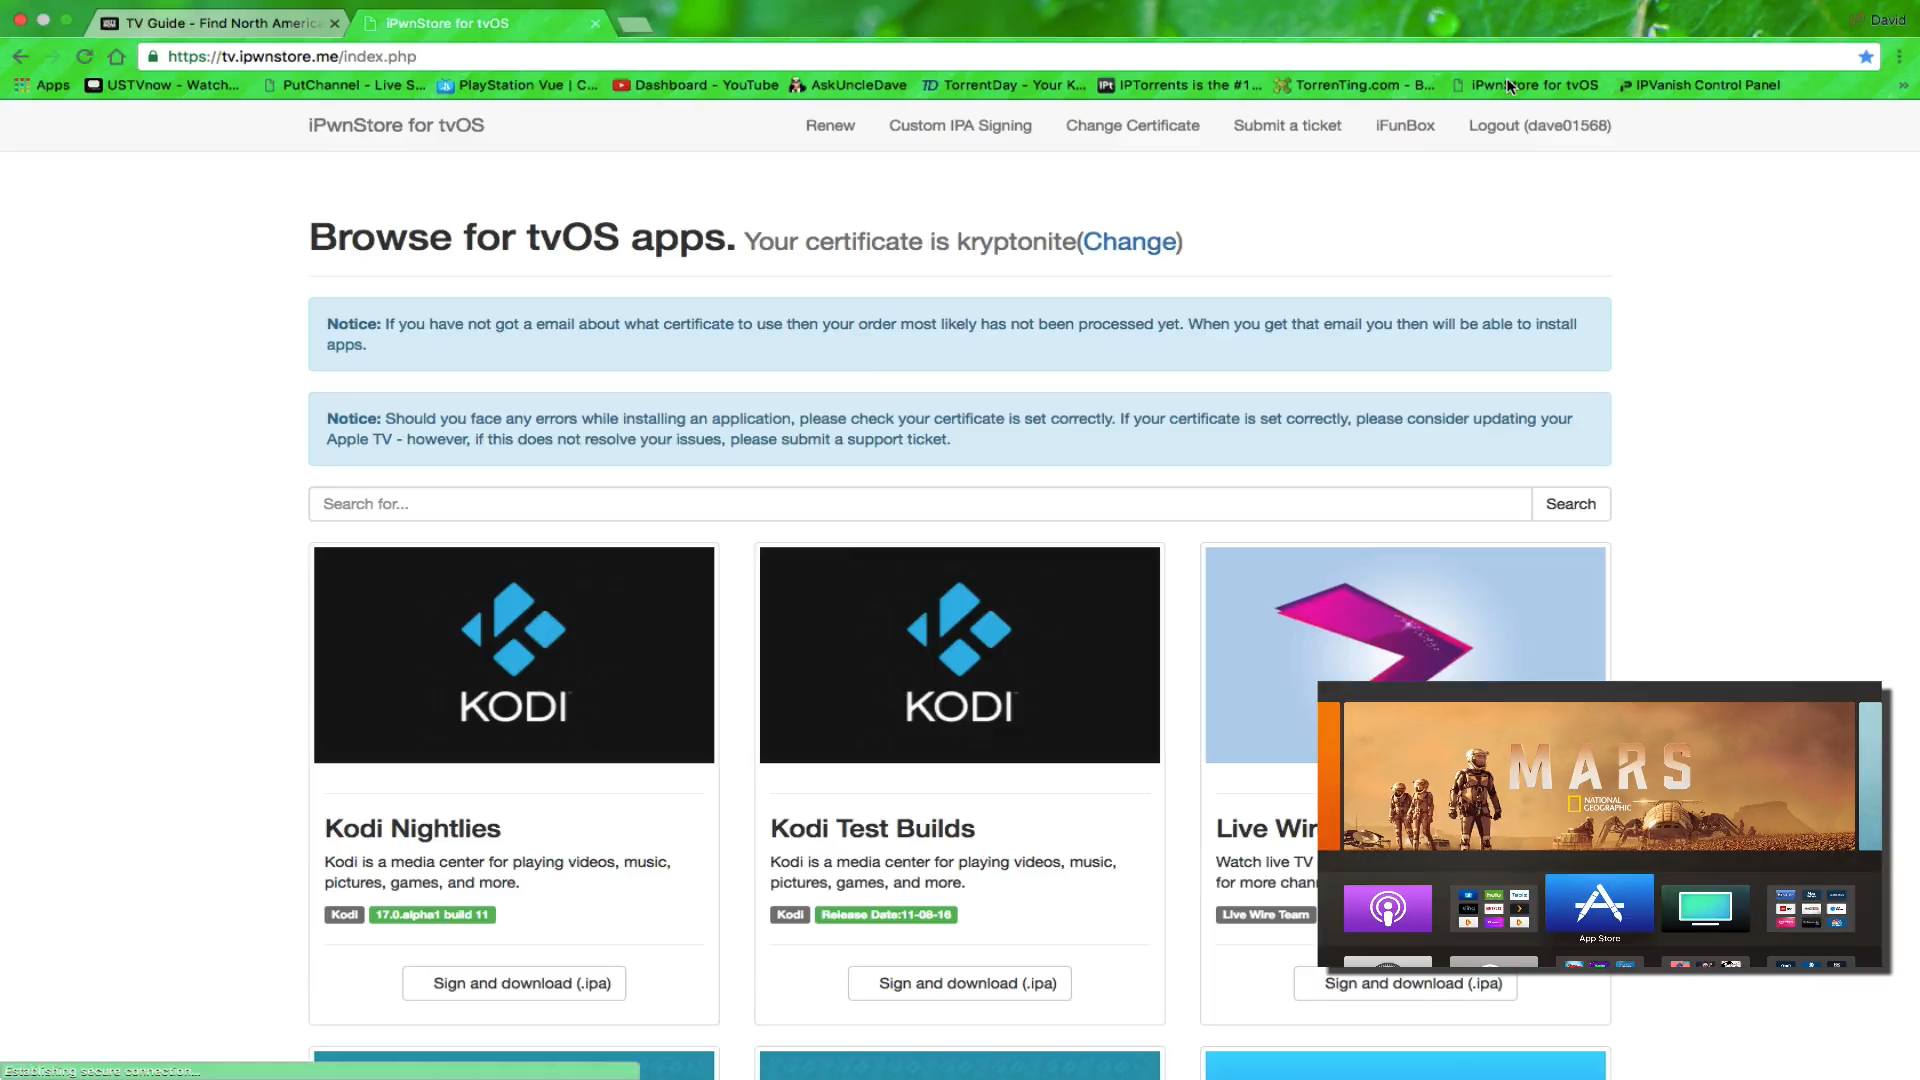 TV Guide - Find North Americ
iPwnStore for tvOS
David
https://tv.ipwnstore.me/index.php
Apps
USTVnow - Watch...
PutChannel - Live S...
PlayStation Vue | C...
Dashboard - YouTube
AskUncleDave
TD TorrentDay - Your K...
IPt IPTorrents is the #1...
TorrenTing.com - B...
iPwnStore for tvOS
IPVanish Control Panel
iPwnStore for tvOS
Renew
Custom IPA Signing
Change Certificate
Submit a ticket
iFunBox
Logout (dave01568)
Browse for tvOS apps. Your certificate is kryptonite(Change)
Notice: If you have not got a email about what certificate to use then your order most likely has not been processed yet. When you get that email you then will be able to install
apps.
Notice: Should you face any errors while installing an application, please check your certificate is set correctly. If your certificate is set correctly, please consider updating your
Apple TV - however, if this does not resolve your issues, please submit a support ticket.
Search for...
Search
KODI
KODI
MARS
NATIONAL
GEOGRAPHIC
App Store
Kodi Nightlies
Kodi is a media center for playing videos, music,
pictures, games, and more.
Kodi
17.0.alpha1 build 11
Sign and download (.ipa)
Kodi Test Builds
Kodi is a media center for playing videos, music,
pictures, games, and more.
Kodi
Release Date:11-08-16
Sign and download (.ipa)
Live Wir
Watch live TV
for more chan
Live Wire Team
Sign and download (.ipa)
Establishing secure connection...